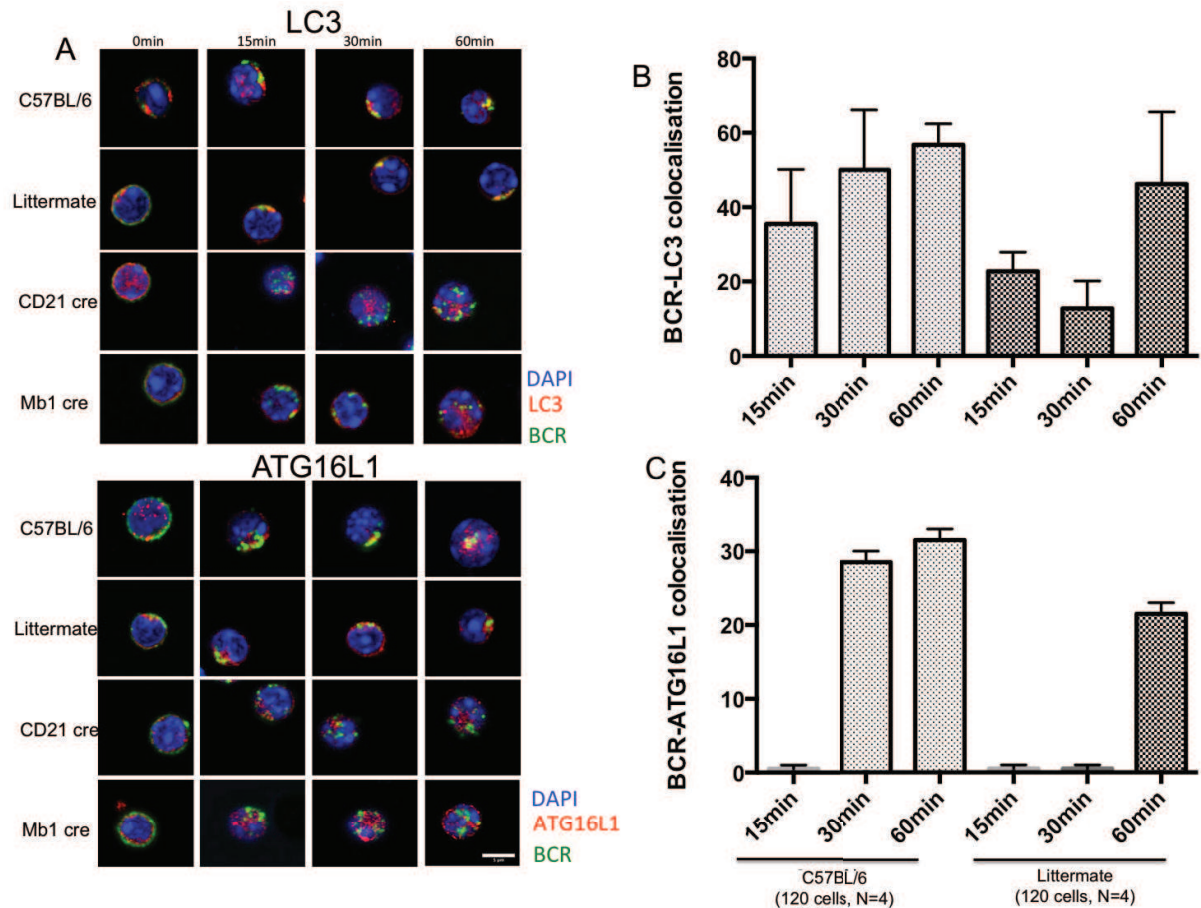 LC3
A
0min 15min 30min 60min
C57BL/6
Littermate
CD21 cre
Mb1 cre
DAPI
LC3
BCR
ATG16L1
C57BL/6
Littermate
CD21 cre
Mb1 cre
DAPI
ATG16L1
BCR
5 µm
B
BCR-LC3 colocalisation
80
60
40
20
0
15min 30min 60min 15min 30min 60min
C
BCR-ATG16L1 colocalisation
40
30
20
10
0
15min 30min 60min 15min 30min 60min
C57BL/6 Littermate
(120 cells, N=4) (120 cells, N=4)